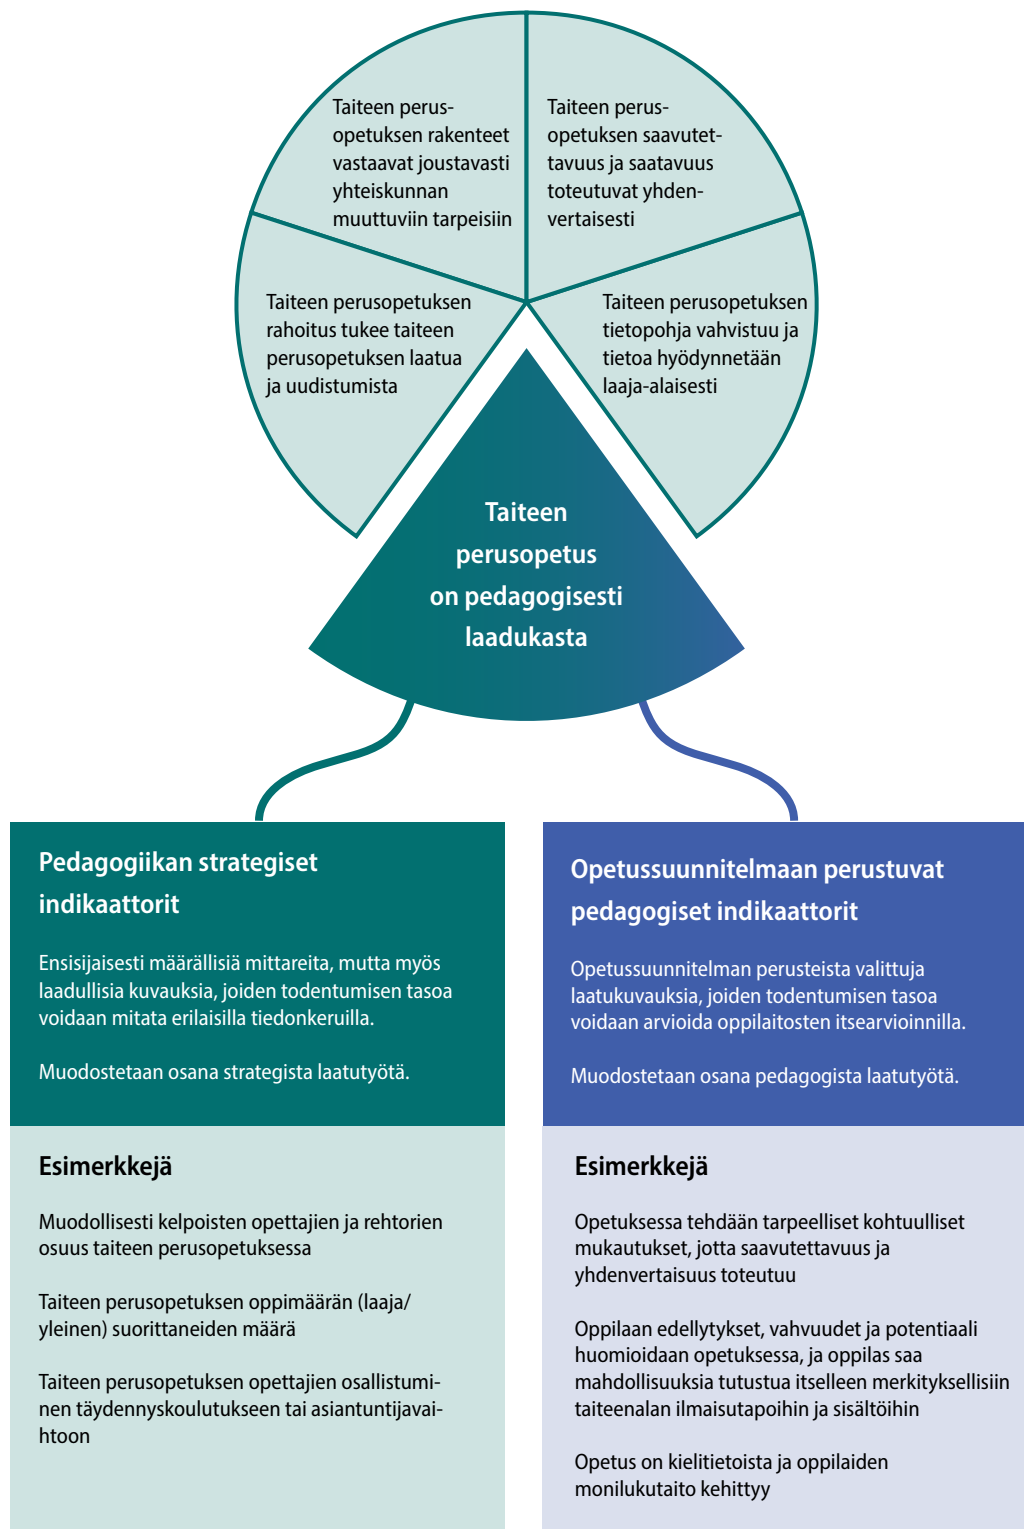 Taiteen perus-
opetuksen rakenteet
vastaavat joustavasti
yhteiskunnan
muuttuviin tarpeisiin
Taiteen perus-
opetuksen saavutet-
tavuus ja saatavuus
toteutuvat yhden-
vertaisesti
Taiteen perusopetuksen
rahoitus tukee taiteen
perusopetuksen laatua
ja uudistumista
Taiteen perusopetuksen
tietopohja vahvistuu ja
tietoa hyödynnetään
laaja-alaisesti
Taiteen
perusopetus
on pedagogisesti
laadukasta
Pedagogiikan strategiset
indikaattorit
Ensisijaisesti määrällisiä mittareita, mutta myös
laadullisia kuvauksia, joiden todentumisen tasoa
voidaan mitata erilaisilla tiedonkeruilla.
Muodostetaan osana strategista laatutyötä.
Esimerkkejä
Muodollisesti kelpoisten opettajien ja rehtorien
osuus taiteen perusopetuksessa
Taiteen perusopetuksen oppimäärän (laaja/
yleinen) suorittaneiden määrä
Taiteen perusopetuksen opettajien osallistumi-
nen täydennyskoulutukseen tai asiantuntijavai-
htoon
Opetussuunnitelmaan perustuvat
pedagogiset indikaattorit
Opetussuunnitelman perusteista valittuja
laatukuvauksia, joiden todentumisen tasoa
voidaan arvioida oppilaitosten itsearvioinnilla.
Muodostetaan osana pedagogista laatutyötä.
Esimerkkejä
Opetuksessa tehdään tarpeelliset kohtuulliset
mukautukset, jotta saavutettavuus ja
yhdenvertaisuus toteutuu
Oppilaan edellytykset, vahvuudet ja potentiaali
huomioidaan opetuksessa, ja oppilas saa
mahdollisuuksia tutustua itselleen merkityksellisiin
taiteenalan ilmaisutapoihin ja sisältöihin
Opetus on kielitietoista ja oppilaiden
monilukutaito kehittyy